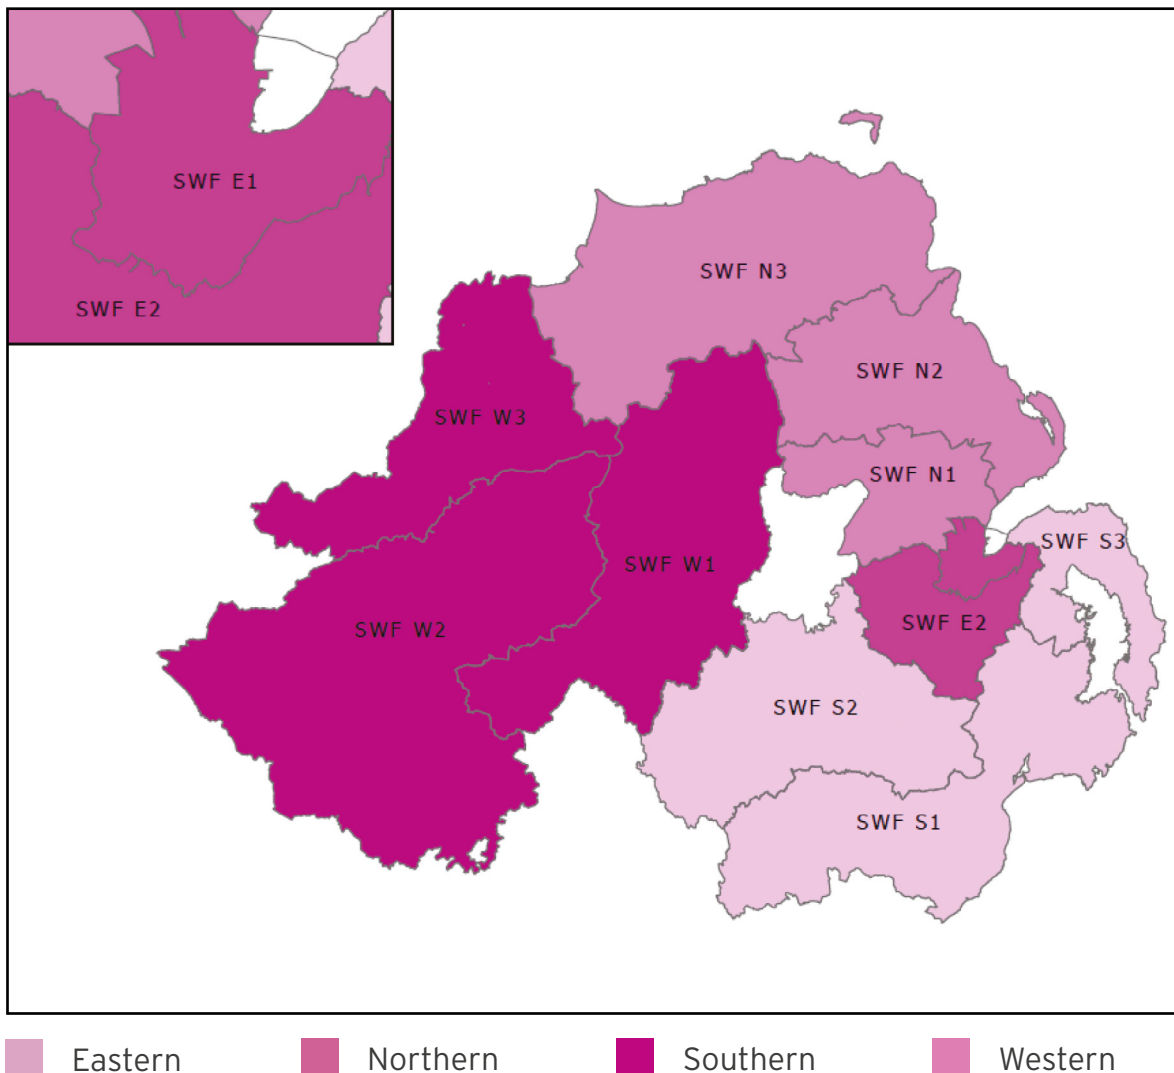 SWF E1
SWF E2
SWF N3
SWF N2
SWF W3
SWF N1
SWF S3
SWF W1
SWF E2
SWF W2
SWF S2
SWF S1
Eastern Northern Southern Western